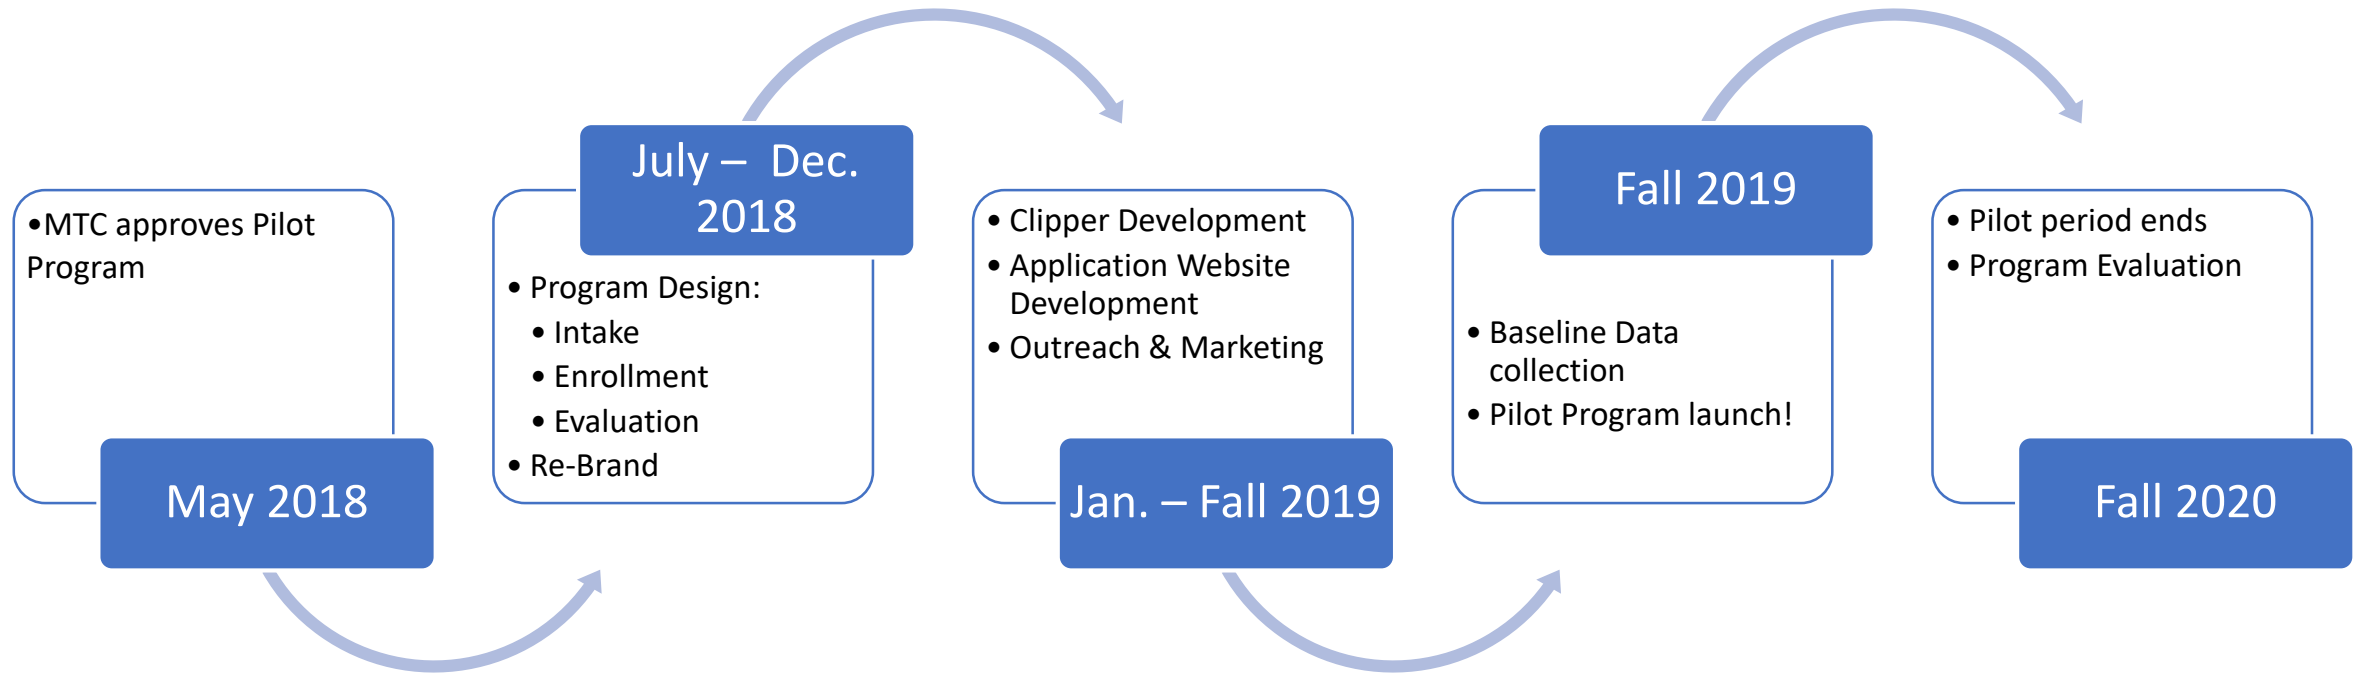 •MTC approves Pilot
Program
May 2018
July – Dec.
2018
• Program Design:
• Intake
• Enrollment
• Evaluation
• Re-Brand
• Clipper Development
• Application Website
Development
• Outreach & Marketing
Jan. – Fall 2019
Fall 2019
• Baseline Data
collection
• Pilot Program launch!
• Pilot period ends
• Program Evaluation
Fall 2020